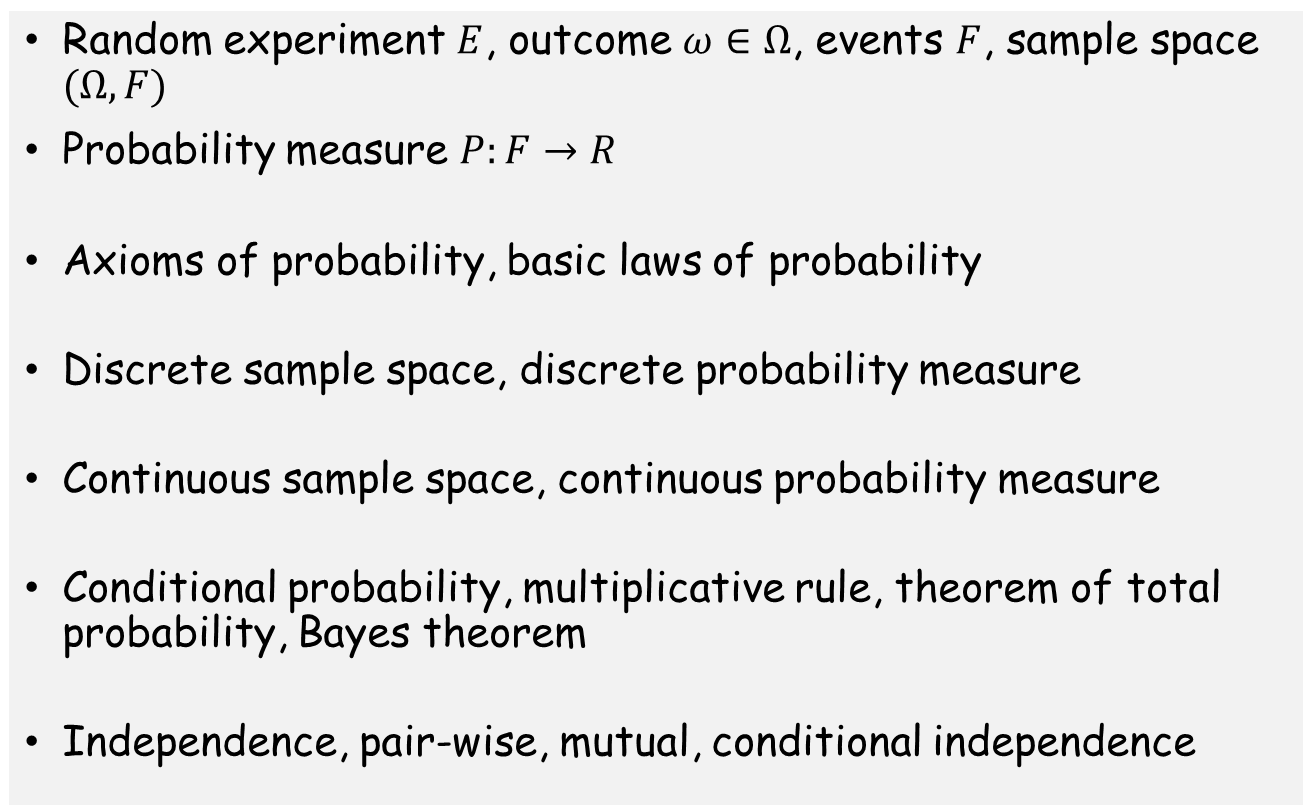 • Random experiment E, outcome ω ∈ Ω, events F, sample space
(Ω, F)
• Probability measure P: F → R
• Axioms of probability, basic laws of probability
• Discrete sample space, discrete probability measure
• Continuous sample space, continuous probability measure
• Conditional probability, multiplicative rule, theorem of total
probability, Bayes theorem
• Independence, pair-wise, mutual, conditional independence